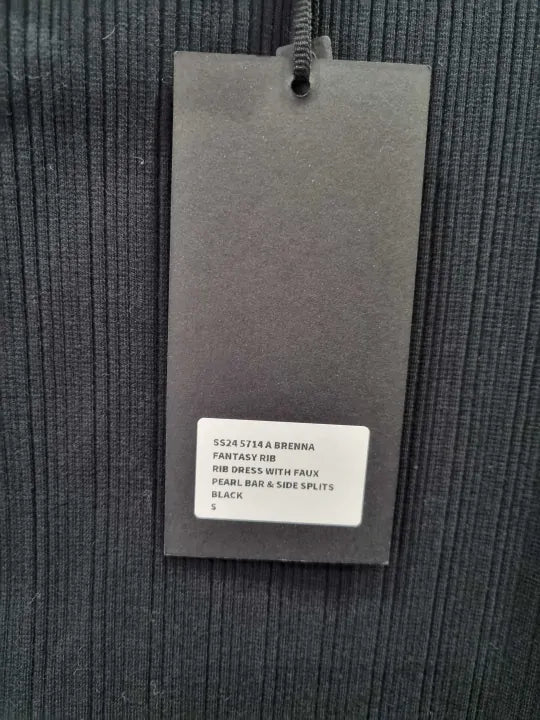 SS24 5714 A BRENNA
FANTASY RIB
RIB DRESS WITH FAUX
PEARL BAR & SIDE SPLITS
BLACK
S